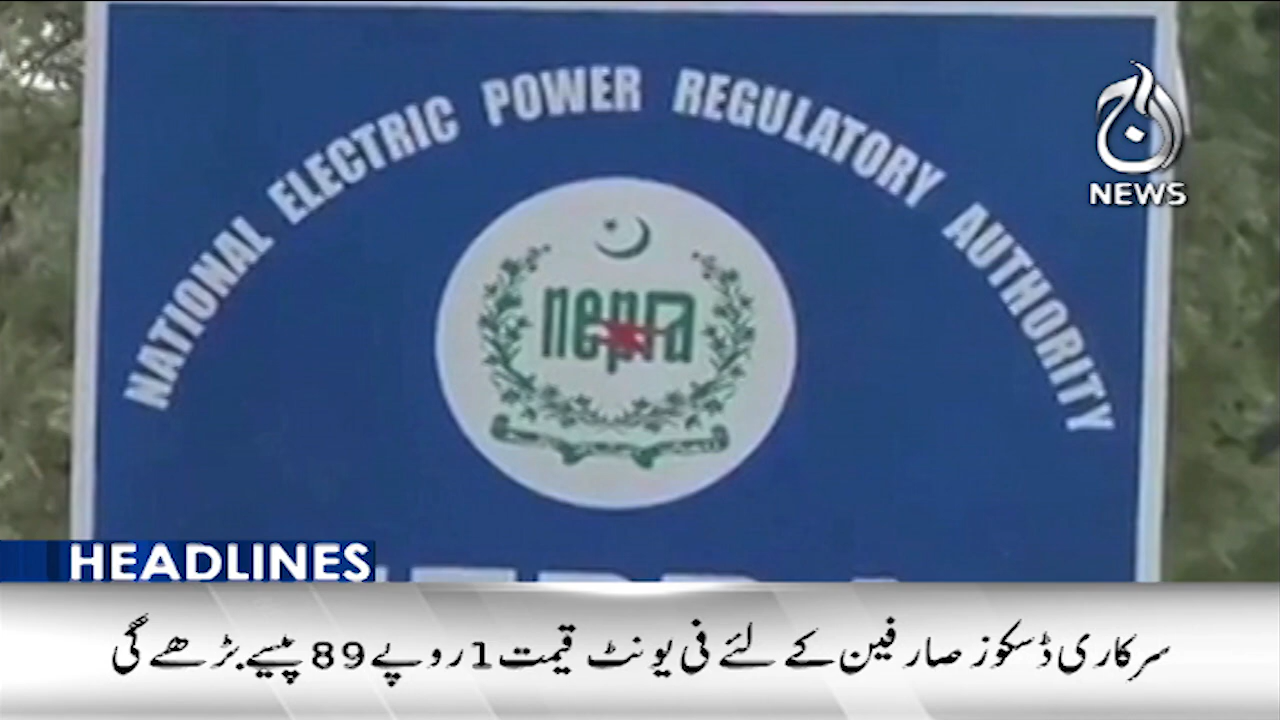 NATIONAL ELECTRIC POWER REGULATORY AUTHORITY
nepra
آج
NEWS
HEADLINES
سرکاری ڈسکوز صارفین کے لئے فی یونٹ قیمت 1 روپے 89 پیسے بڑھے گی